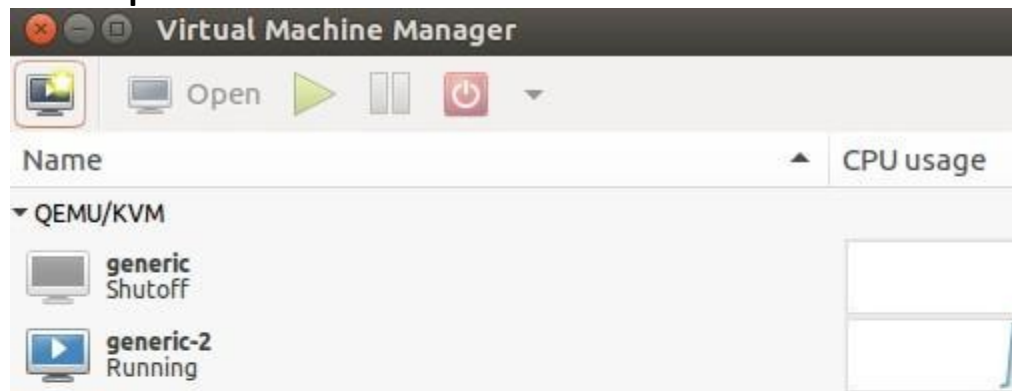 Virtual Machine Manager
Open
Name CPU usage
QEMU/KVM
generic
Shutoff
generic-2
Running